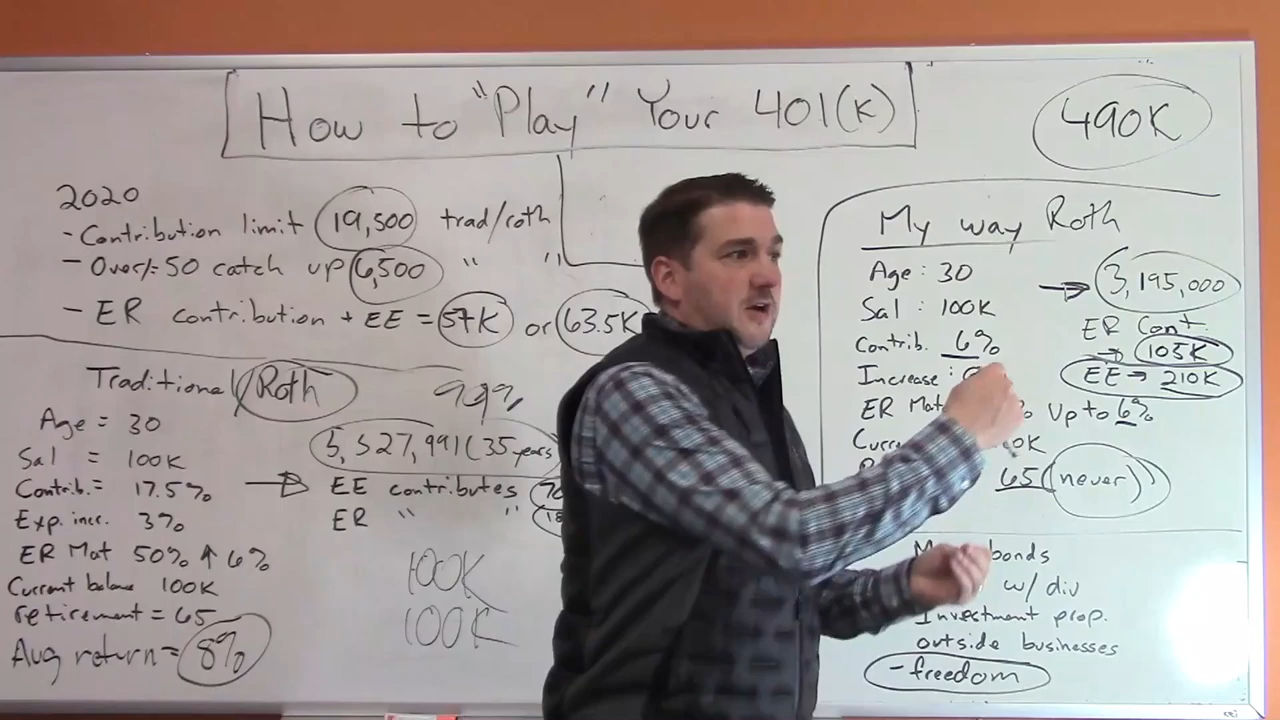 How to "Play" Your 401(k)
490K
2020
- Contribution limit 19,500 trad/roth
- Over/= 50 catch up 6,500 " "
- ER contribution + EE = 57K or 63.5K
Traditional/Roth
Age = 30
Sal = 100K
Contrib. = 17.5%
Exp. incr. 3%
ER Mat 50% ↑ 6%
Current balance 100K
retirement = 65
Avg return = 8%
99%
5,527,991 (35 years
EE contributes
ER " "
100K
100K
My way Roth
Age : 30
Sal : 100K
Contrib. 6%
Increase :
ER Mat % Up to 6%
65 (never)
→ 3,195,000
ER Cont.
→ 105K
EE → 210K
bonds
w/ div
Investment prop.
outside businesses
- freedom